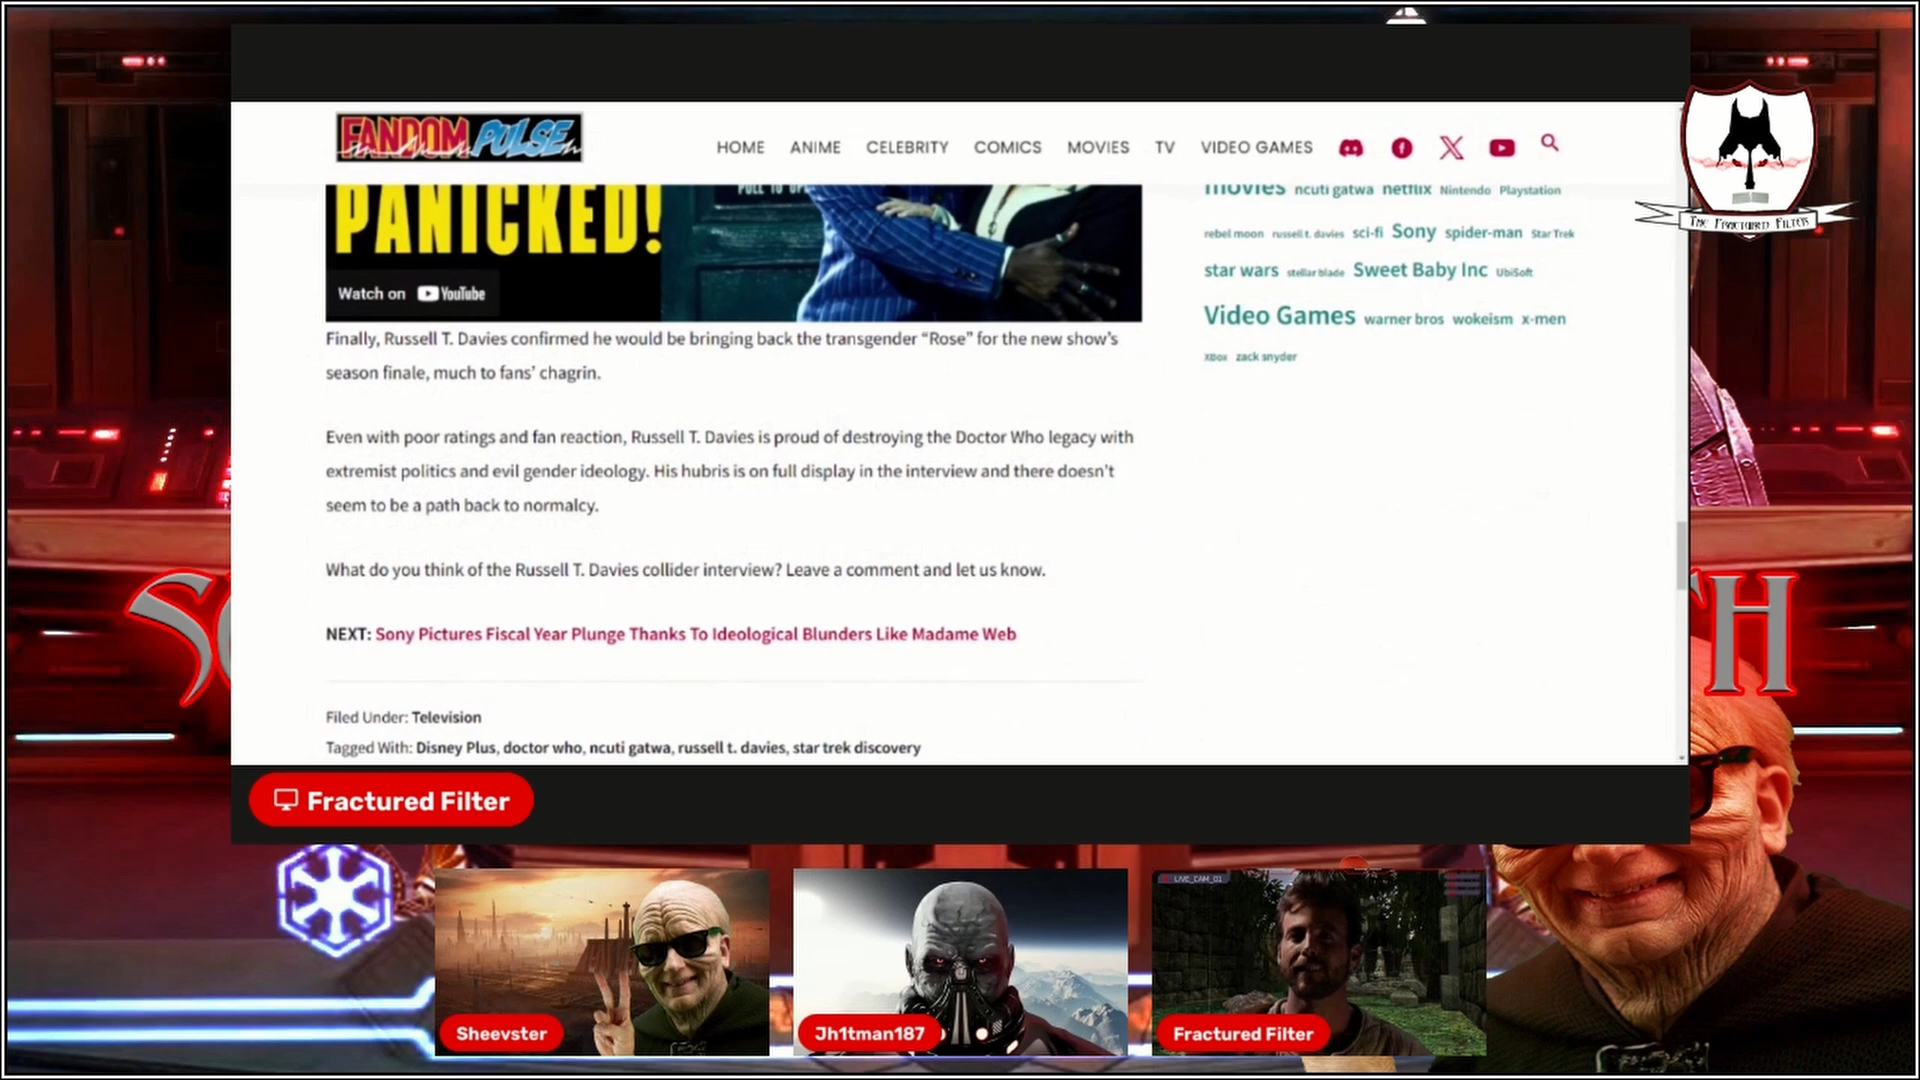 FANDOM PULSE
HOME ANIME CELEBRITY COMICS MOVIES TV VIDEO GAMES
PANICKED!
Watch on YouTube
movies ncuti gatwa netflix Nintendo Playstation
rebel moon russell t. davies sci-fi Sony spider-man Star Trek
star wars stellar blade Sweet Baby Inc UbiSoft
Video Games warner bros wokeism x-men
XBox zack snyder
THE FRACTURED FILTER
Finally, Russell T. Davies confirmed he would be bringing back the transgender “Rose” for the new show’s
season finale, much to fans’ chagrin.
Even with poor ratings and fan reaction, Russell T. Davies is proud of destroying the Doctor Who legacy with
extremist politics and evil gender ideology. His hubris is on full display in the interview and there doesn’t
seem to be a path back to normalcy.
What do you think of the Russell T. Davies collider interview? Leave a comment and let us know.
NEXT: Sony Pictures Fiscal Year Plunge Thanks To Ideological Blunders Like Madame Web
Filed Under: Television
Tagged With: Disney Plus, doctor who, ncuti gatwa, russell t. davies, star trek discovery
Fractured Filter
LIVE_CAM_01
Sheevster
Jh1tman187
Fractured Filter